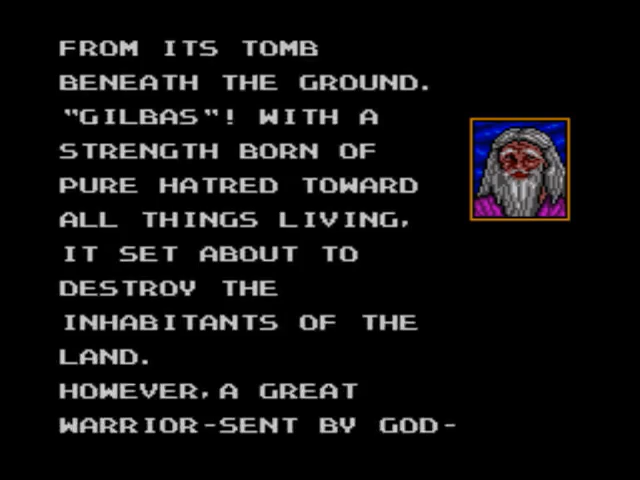 FROM ITS TOMB
BENEATH THE GROUND.
"GILBAS"! WITH A
STRENGTH BORN OF
PURE HATRED TOWARD
ALL THINGS LIVING,
IT SET ABOUT TO
DESTROY THE
INHABITANTS OF THE
LAND.
HOWEVER,A GREAT
WARRIOR-SENT BY GOD-